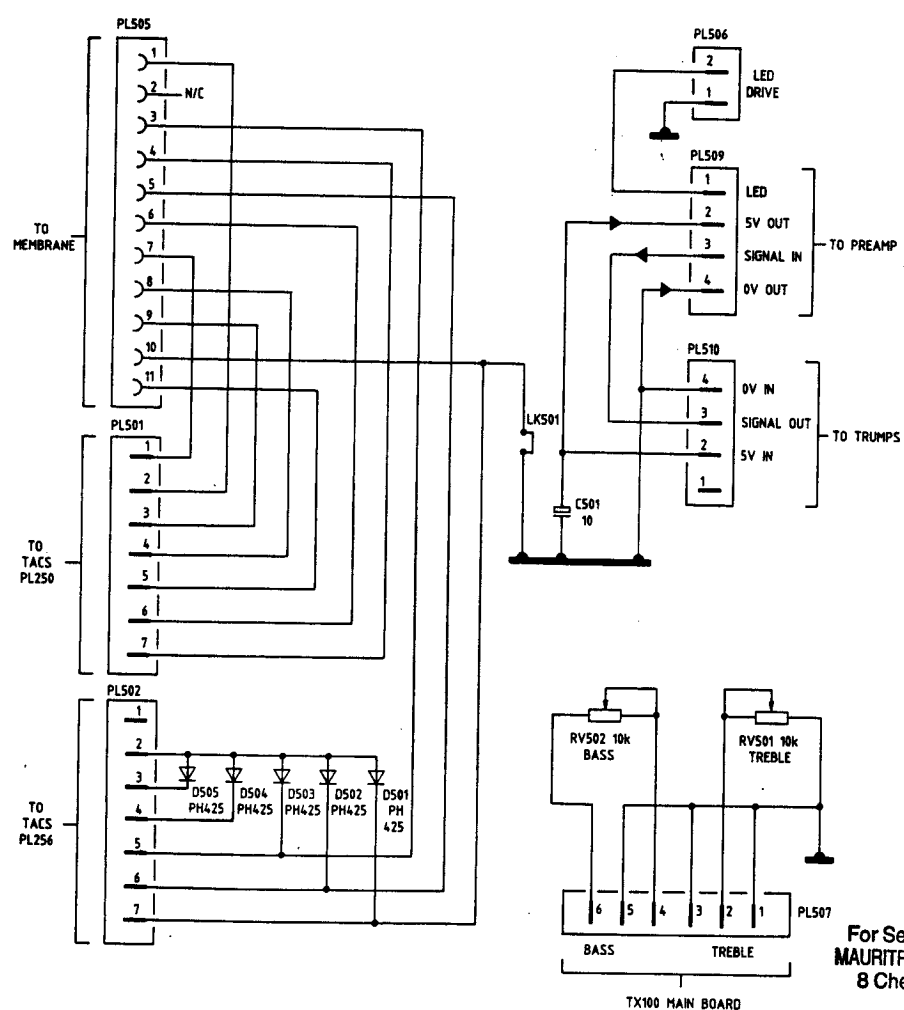 PL505
1
2
N/C
3
4
5
6
7
8
9
10
11
TO
MEMBRANE
PL501
1
2
3
4
5
6
7
TO
TACS
PL250
PL502
1
2
3
4
5
6
7
TO
TACS
PL256
D505
PH425
D504
PH425
D503
PH425
D502
PH425
D501
PH
425
PL506
2
1
LED
DRIVE
PL509
1 LED
2 5V OUT
3 SIGNAL IN
4 0V OUT
TO PREAMP
PL510
4 0V IN
3 SIGNAL OUT
2 5V IN
1
TO TRUMPS
LK501
C501
10
RV502 10k
BASS
RV501 10k
TREBLE
6 5 4 3 2 1
PL507
BASS TREBLE
TX100 MAIN BOARD
For Se
MAURITR
8 Che